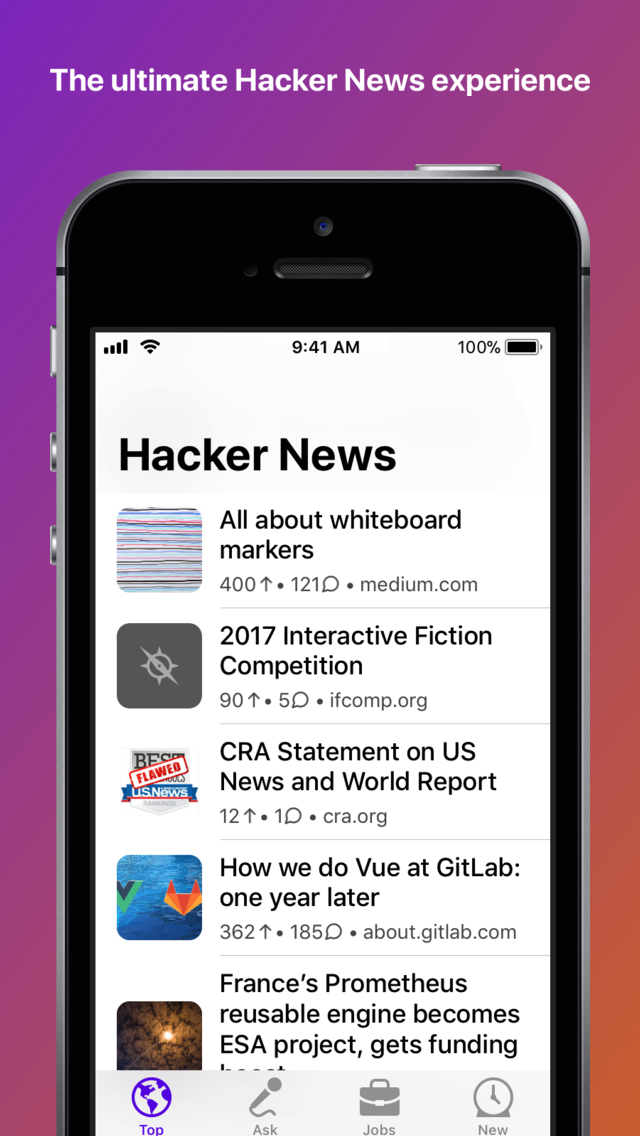 The ultimate Hacker News experience
9:41 AM
100%
Hacker News
All about whiteboard
markers
400↑ • 121 • medium.com
2017 Interactive Fiction
Competition
90↑ • 5 • ifcomp.org
BEST
FLAWED
U.S.News
RANKINGS
CRA Statement on US
News and World Report
12↑ • 1 • cra.org
How we do Vue at GitLab:
one year later
362↑ • 185 • about.gitlab.com
France’s Prometheus
reusable engine becomes
ESA project, gets funding
Top
Ask
Jobs
New